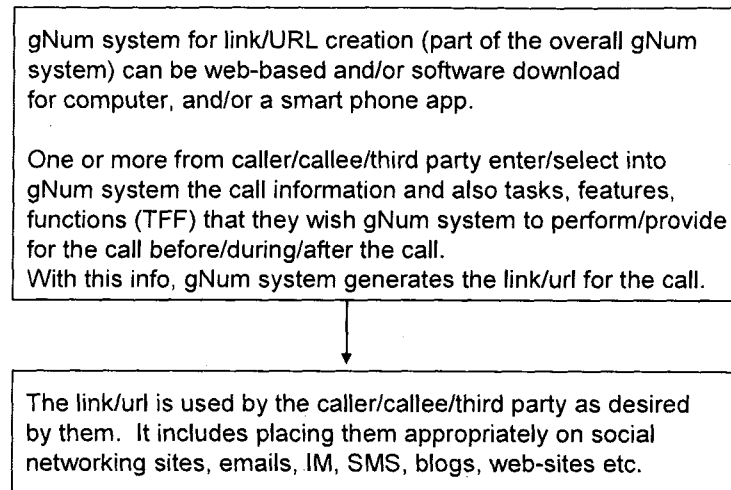 gNum system for link/URL creation (part of the overall gNum
system) can be web-based and/or software download
for computer, and/or a smart phone app.
One or more from caller/callee/third party enter/select into
gNum system the call information and also tasks, features,
functions (TFF) that they wish gNum system to perform/provide
for the call before/during/after the call.
With this info, gNum system generates the link/url for the call.
The link/url is used by the caller/callee/third party as desired
by them. It includes placing them appropriately on social
networking sites, emails, IM, SMS, blogs, web-sites etc.